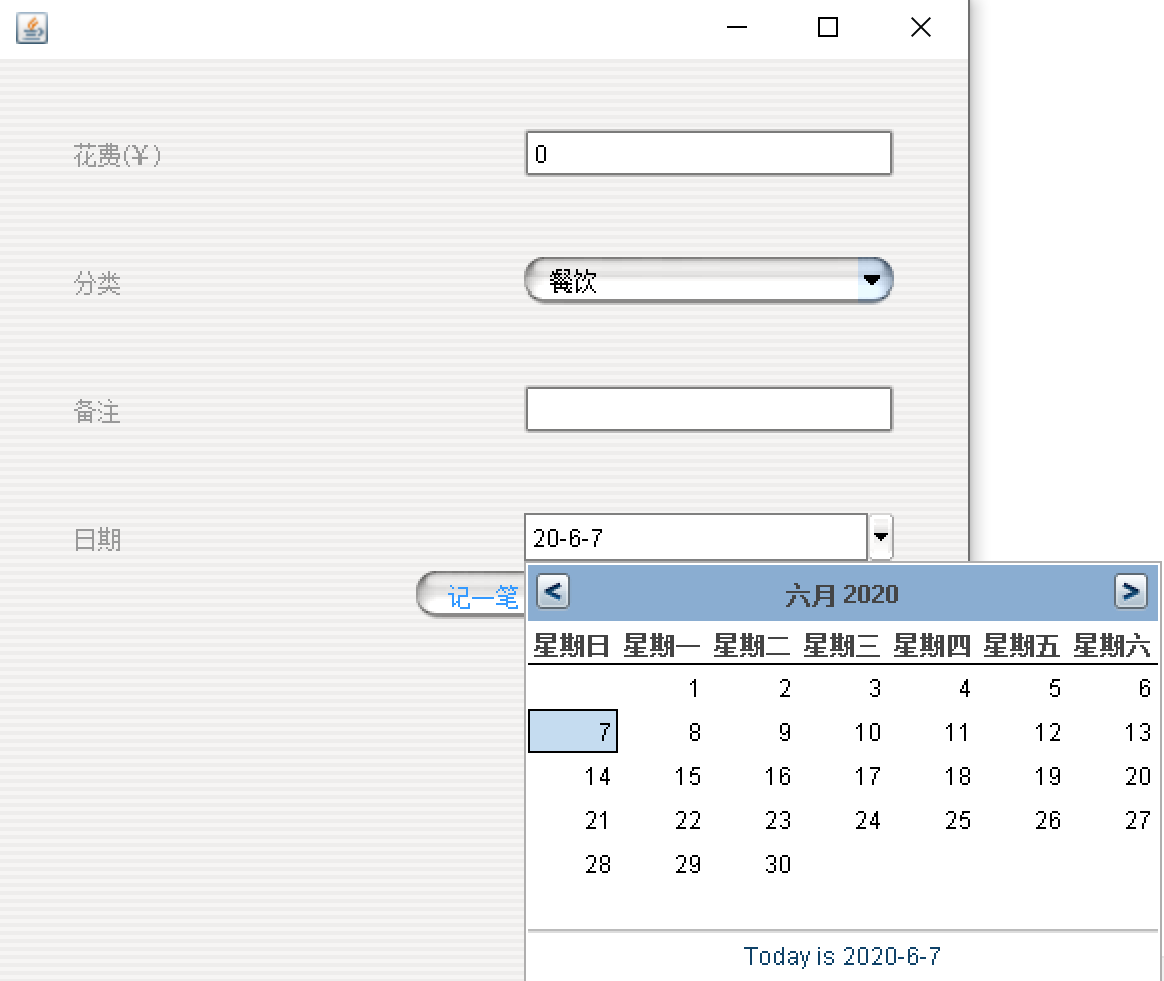 花费(￥)
0
分类
餐饮
备注
日期
20-6-7
记一笔
< 六月 2020 >
星期日 星期一 星期二 星期三 星期四 星期五 星期六
1 2 3 4 5 6
7 8 9 10 11 12 13
14 15 16 17 18 19 20
21 22 23 24 25 26 27
28 29 30
Today is 2020-6-7